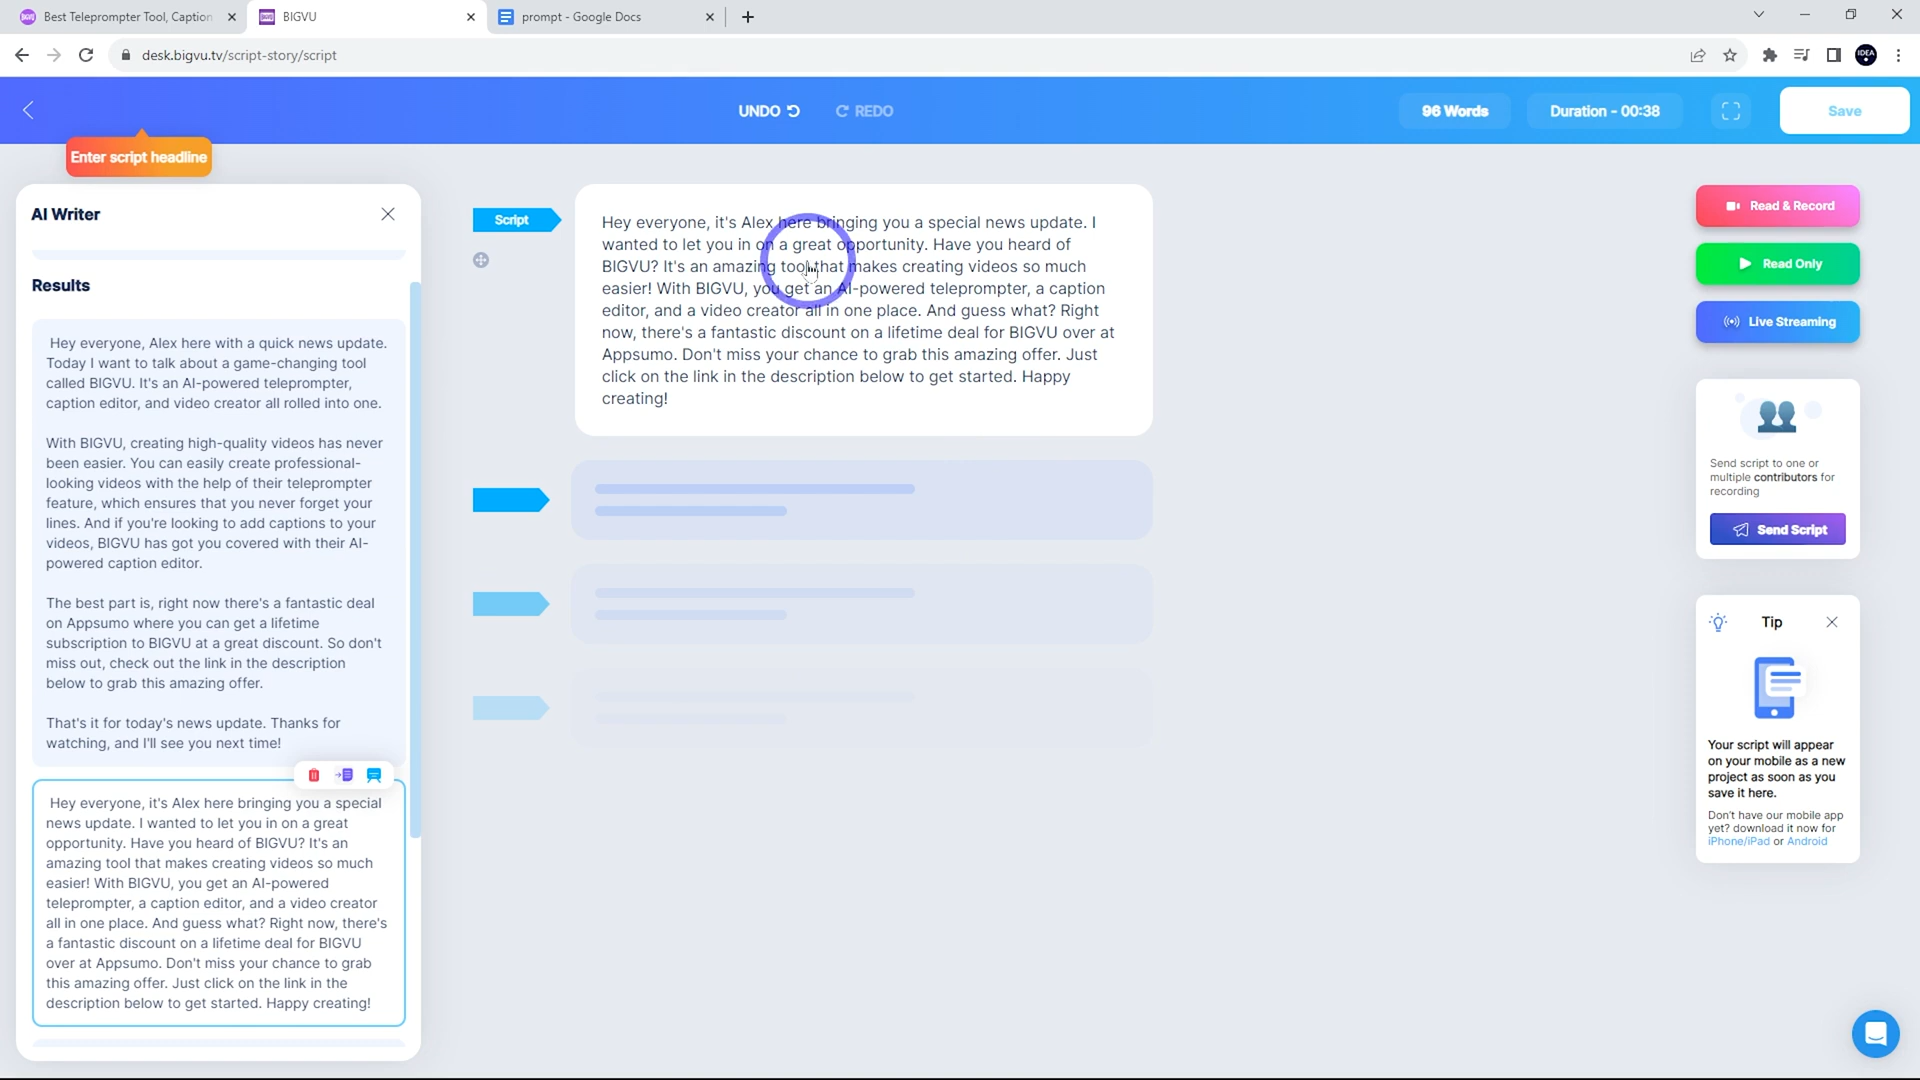 Best Teleprompter Tool, Caption
BIGVU
prompt - Google Docs
desk.bigvu.tv/script-story/script
IDEA
UNDO
REDO
96 Words
Duration - 00:38
Save
Enter script headline
AI Writer
Results
Hey everyone, Alex here with a quick news update.
Today I want to talk about a game-changing tool
called BIGVU. It's an AI-powered teleprompter,
caption editor, and video creator all rolled into one.
With BIGVU, creating high-quality videos has never
been easier. You can easily create professional-
looking videos with the help of their teleprompter
feature, which ensures that you never forget your
lines. And if you're looking to add captions to your
videos, BIGVU has got you covered with their AI-
powered caption editor.
The best part is, right now there's a fantastic deal
on Appsumo where you can get a lifetime
subscription to BIGVU at a great discount. So don't
miss out, check out the link in the description
below to grab this amazing offer.
That's it for today's news update. Thanks for
watching, and I'll see you next time!
Hey everyone, it's Alex here bringing you a special
news update. I wanted to let you in on a great
opportunity. Have you heard of BIGVU? It's an
amazing tool that makes creating videos so much
easier! With BIGVU, you get an AI-powered
teleprompter, a caption editor, and a video creator
all in one place. And guess what? Right now, there's
a fantastic discount on a lifetime deal for BIGVU
over at Appsumo. Don't miss your chance to grab
this amazing offer. Just click on the link in the
description below to get started. Happy creating!
Script
Hey everyone, it's Alex here bringing you a special news update. I
wanted to let you in on a great opportunity. Have you heard of
BIGVU? It's an amazing tool that makes creating videos so much
easier! With BIGVU, you get an AI-powered teleprompter, a caption
editor, and a video creator all in one place. And guess what? Right
now, there's a fantastic discount on a lifetime deal for BIGVU over at
Appsumo. Don't miss your chance to grab this amazing offer. Just
click on the link in the description below to get started. Happy
creating!
Read & Record
Read Only
Live Streaming
Send script to one or
multiple contributors for
recording
Send Script
Tip
Your script will appear
on your mobile as a new
project as soon as you
save it here.
Don't have our mobile app
yet? download it now for
iPhone/iPad or Android